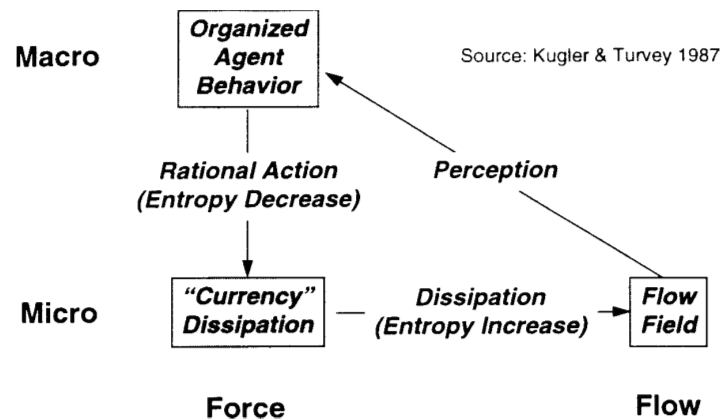 Macro
Organized
Agent
Behavior
Source: Kugler & Turvey 1987
Rational Action
(Entropy Decrease)
Perception
Micro
“Currency”
Dissipation
Dissipation
(Entropy Increase)
Flow
Field
Force
Flow